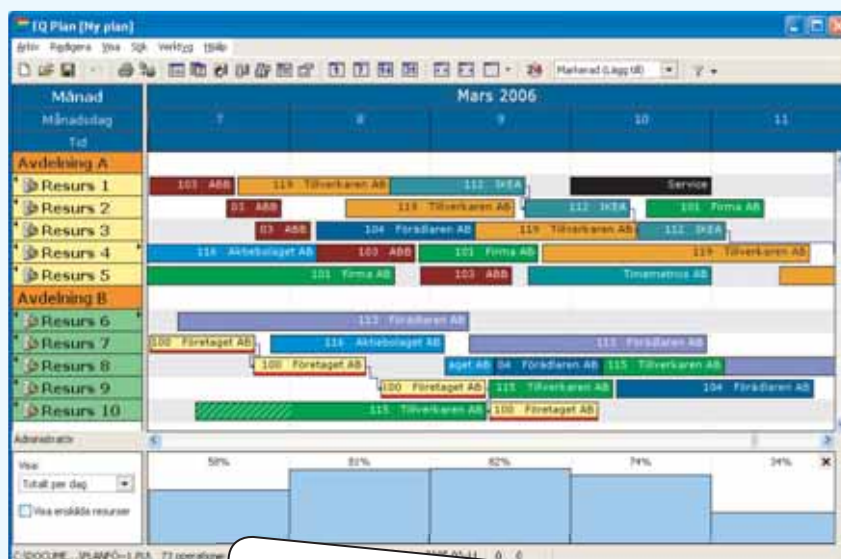 EQ Plan [Ny plan]
Arkiv Redigera Visa Sök Verktyg Hjälp
Markerad (Lägg till)
Månad Mars 2006
Månadsdag 7 8 9 10 11
Tid
Avdelning A
Resurs 1 103 ABB 119 Tillverkaren AB 112 IKEA Service
Resurs 2 03 ABB 119 Tillverkaren AB 112 IKEA 101 Firma AB
Resurs 3 03 ABB 104 Förädlaren AB 119 Tillverkaren AB 112 IKEA
Resurs 4 116 Aktiebolaget AB 103 ABB 101 Firma AB 119 Tillverkaren AB
Resurs 5 101 Firma AB 103 ABB Timemetrics AB
Avdelning B
Resurs 6 113 Förädlaren AB
Resurs 7 100 Företaget AB 116 Aktiebolaget AB 113 Förädlaren AB
Resurs 8 100 Företaget AB aget AB 04 Förädlaren AB 115 Tillverkaren AB
Resurs 9 100 Företaget AB 115 Tillverkaren AB 104 Förädlaren AB
Resurs 10 115 Tillverkaren AB 100 Företaget AB
Visa:
Totalt per dag
Visa enskilda resurser
58% 81% 82% 74% 34%
73 operationer